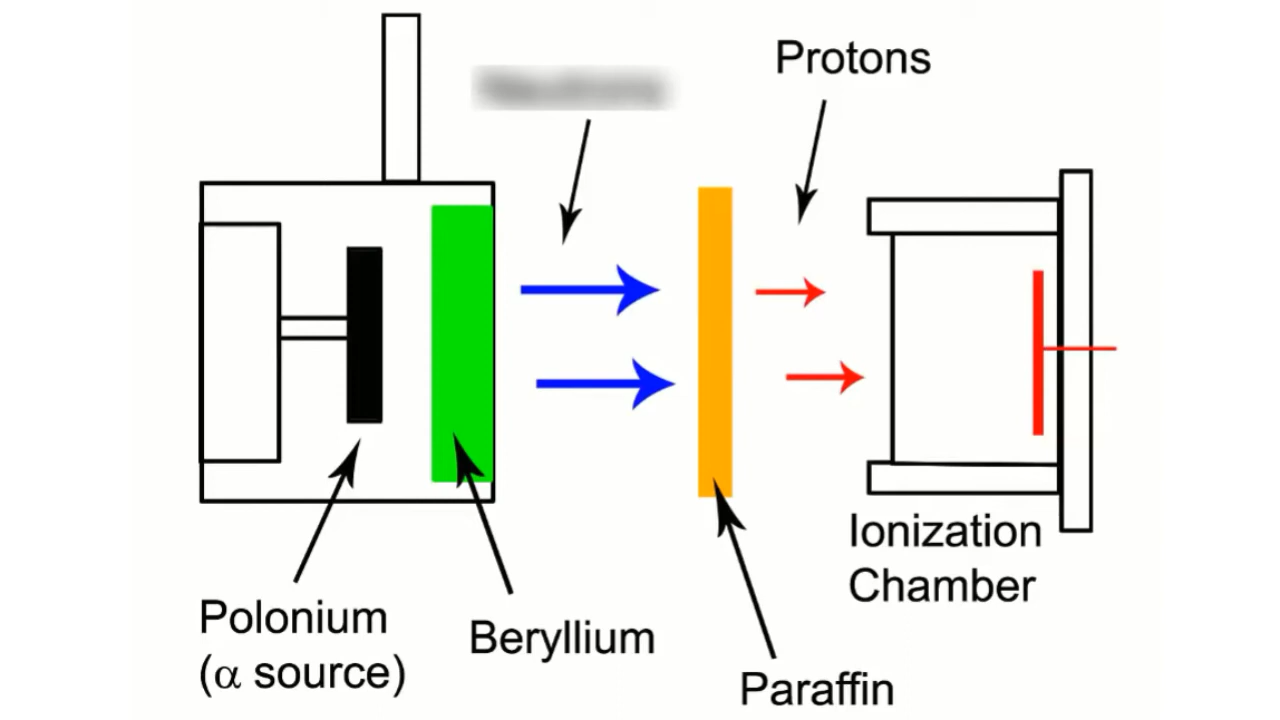 Protons
Ionization
Chamber
Polonium
(α source)
Beryllium
Paraffin